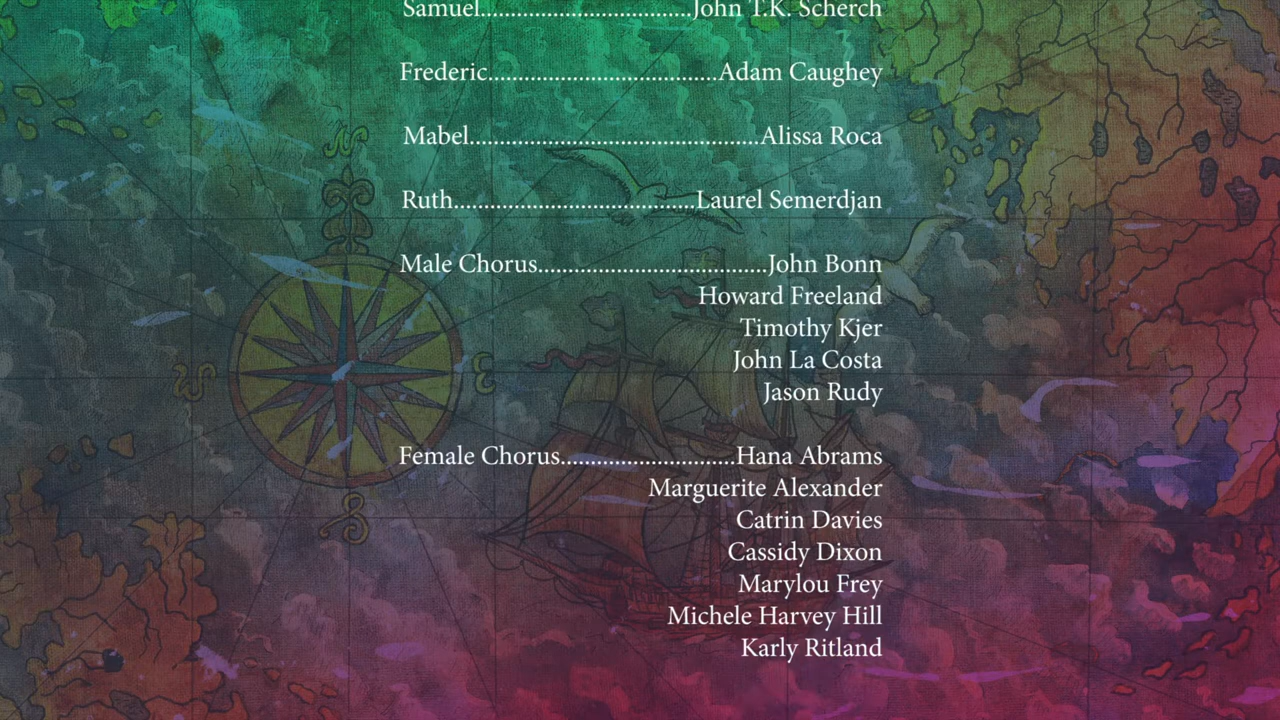 Samuel................................John T.K. Scherch
Frederic...................................Adam Caughey
Mabel............................................Alissa Roca
Ruth.....................................Laurel Semerdjan
Male Chorus...................................John Bonn
Howard Freeland
Timothy Kjer
John La Costa
Jason Rudy
Female Chorus...........................Hana Abrams
Marguerite Alexander
Catrin Davies
Cassidy Dixon
Marylou Frey
Michele Harvey Hill
Karly Ritland